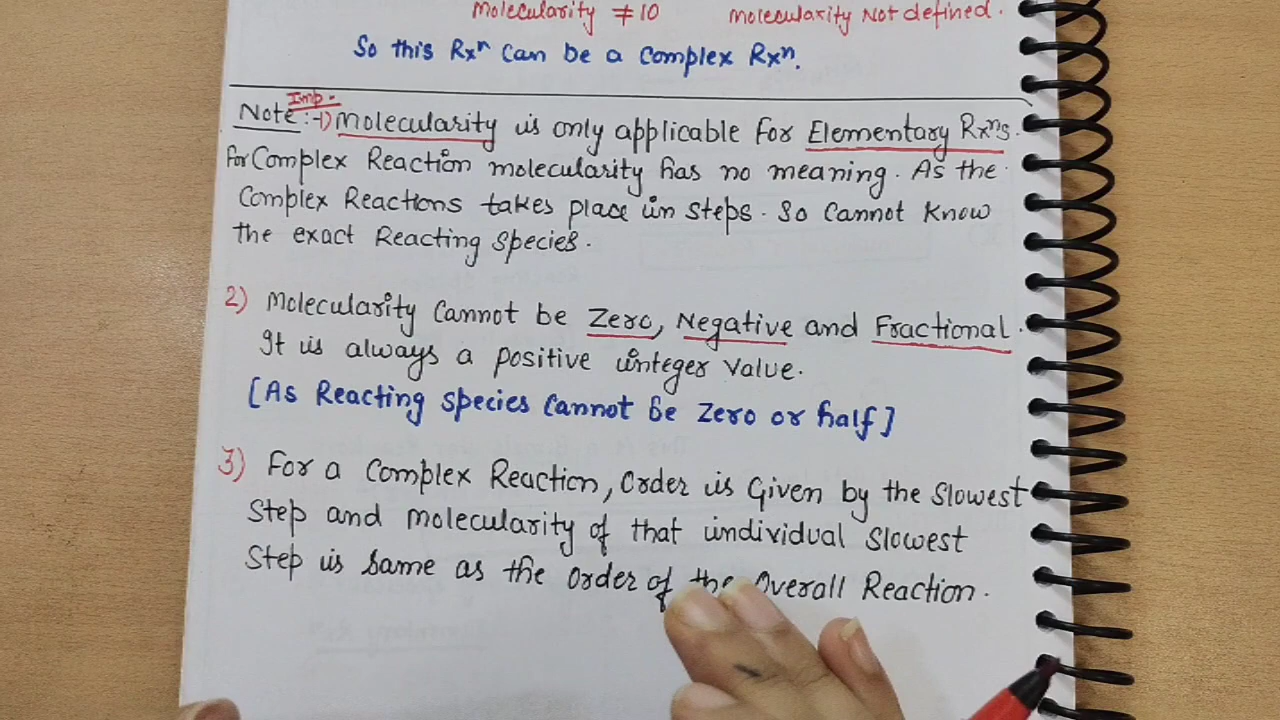 Molecularity ≠ 10 Molecularity Not defined.
So this Rxⁿ Can be a Complex Rxⁿ.
Imp.
Note :- 1) Molecularity is only applicable for Elementary Rxⁿs.
for Complex Reaction molecularity has no meaning. As the
Complex Reactions takes place in steps. So Cannot Know
the exact Reacting Species.
2) Molecularity Cannot be Zero, Negative and Fractional.
It is always a positive integer Value.
[As Reacting Species Cannot be Zero or half]
3) For a Complex Reaction, Order is Given by the Slowest
Step and Molecularity of that individual Slowest
Step is Same as the Order of the Overall Reaction.